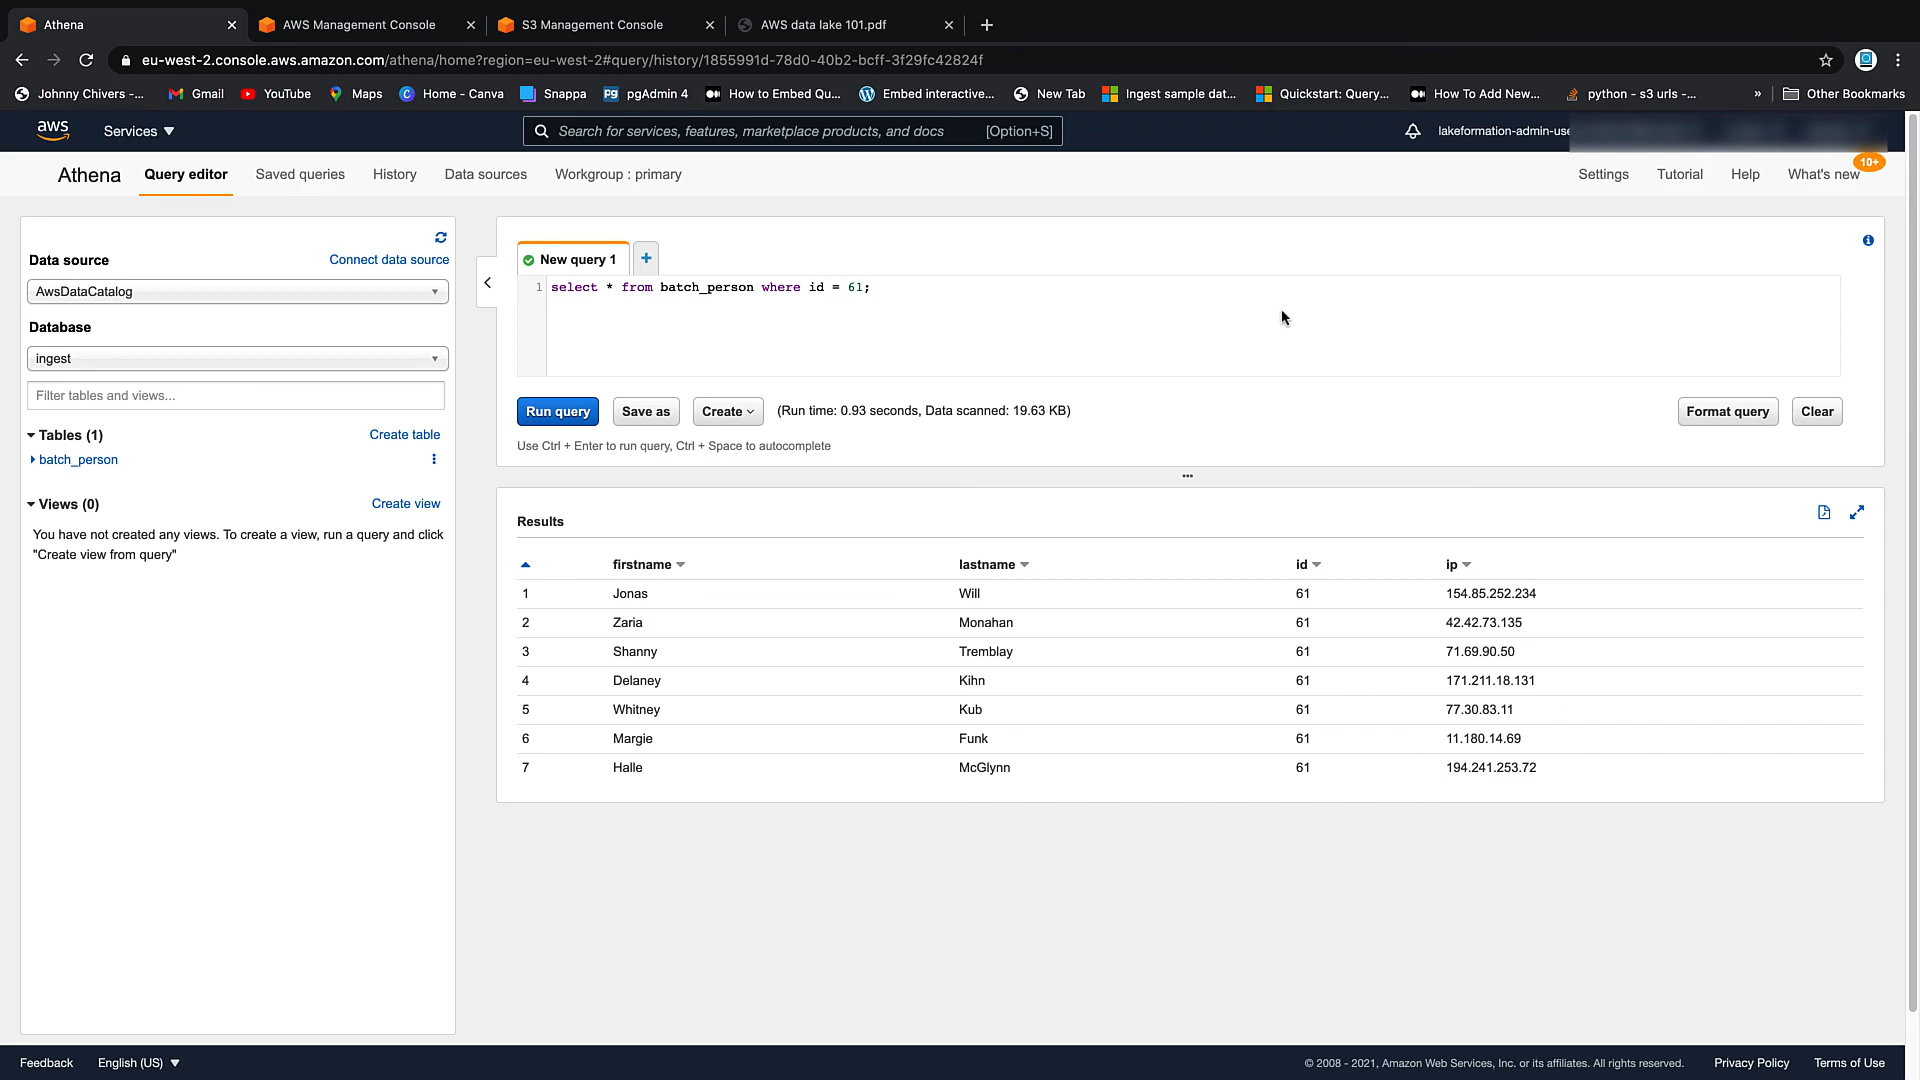 Athena
AWS Management Console
S3 Management Console
AWS data lake 101.pdf
eu-west-2.console.aws.amazon.com/athena/home?region=eu-west-2#query/history/1855991d-78d0-40b2-bcff-3f29fc42824f
Johnny Chivers -...
Gmail
YouTube
Maps
Home - Canva
Snappa
pgAdmin 4
How to Embed Qu...
Embed interactive...
New Tab
Ingest sample dat...
Quickstart: Query...
How To Add New...
python - s3 urls -...
»
Other Bookmarks
aws
Services
Search for services, features, marketplace products, and docs
[Option+S]
lakeformation-admin-use
Athena
Query editor
Saved queries
History
Data sources
Workgroup : primary
Settings
Tutorial
Help
What's new
10+
Data source
Connect data source
AwsDataCatalog
Database
ingest
Filter tables and views...
Tables (1)
Create table
batch_person
Views (0)
Create view
You have not created any views. To create a view, run a query and click
"Create view from query"
New query 1
1 select * from batch_person where id = 61;
Run query
Save as
Create
(Run time: 0.93 seconds, Data scanned: 19.63 KB)
Format query
Clear
Use Ctrl + Enter to run query, Ctrl + Space to autocomplete
Results
firstname lastname id ip
1 Jonas Will 61 154.85.252.234
2 Zaria Monahan 61 42.42.73.135
3 Shanny Tremblay 61 71.69.90.50
4 Delaney Kihn 61 171.211.18.131
5 Whitney Kub 61 77.30.83.11
6 Margie Funk 61 11.180.14.69
7 Halle McGlynn 61 194.241.253.72
Feedback
English (US)
© 2008 - 2021, Amazon Web Services, Inc. or its affiliates. All rights reserved.
Privacy Policy
Terms of Use